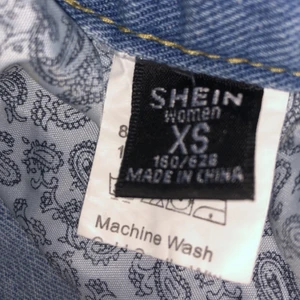 SHEIN
women
XS
160/62B
MADE IN CHINA
Machine Wash